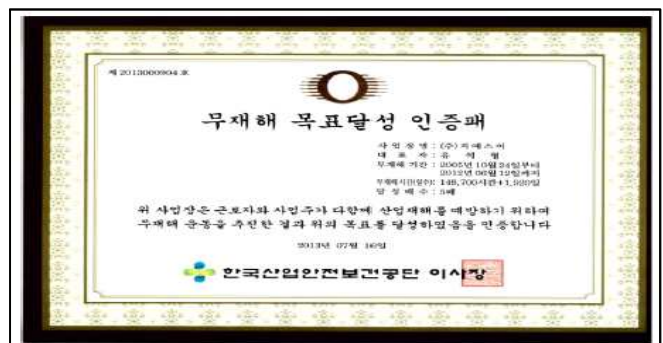 제 2013000904 호
무재해 목표달성 인증패
사 업 장 명 : (주)지에스이
대 표 자 : 유 석 형
무재해 기간 : 2005년 10월 24일부터
2012년 06월 12일까지
무재해시간(일수) : 148,700시간+1,920일
달 성 배 수 : 5배
위 사업장은 근로자와 사업주가 다함께 산업재해를 예방하기 위하여
무재해 운동을 추진한 결과 위의 목표를 달성하였음을 인증합니다
2013년 07월 16일
한국산업안전보건공단 이사장